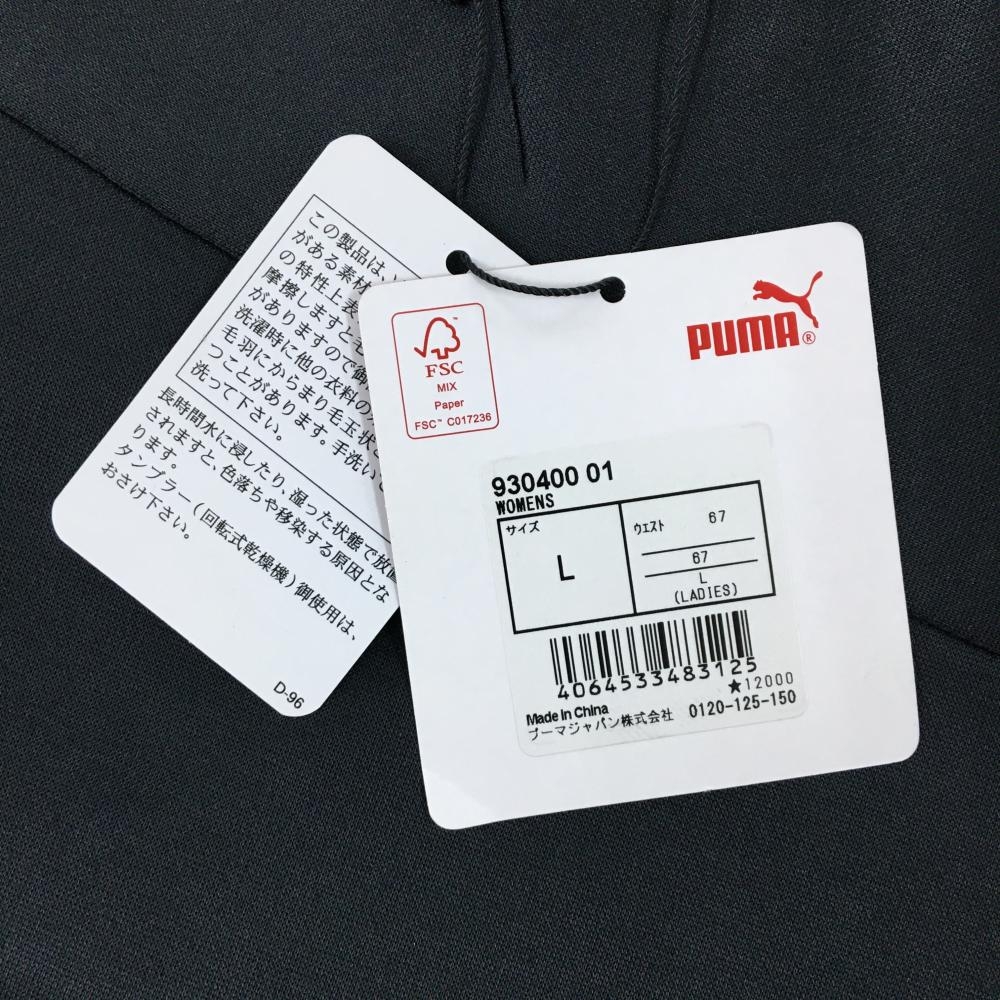 この製品は、
がある素材
の特性上
摩擦しますと
がありますので御
洗濯時に他の衣料の
毛羽にからまり毛玉状
つことがあります。手洗い
洗って下さい。
長時間水に浸したり、湿った状態で放置
されますと、色落ちや移染する原因とな
ります。
タンブラー(回転式乾燥機)御使用は、
おさけ下さい。
D-96
FSC
MIX
Paper
FSC™ C017236
PUMA®
930400 01
WOMENS
サイズ
L
ウエスト 67
67
L
(LADIES)
4064533483125
★12000
Made in China
プーマジャパン株式会社 0120-125-150